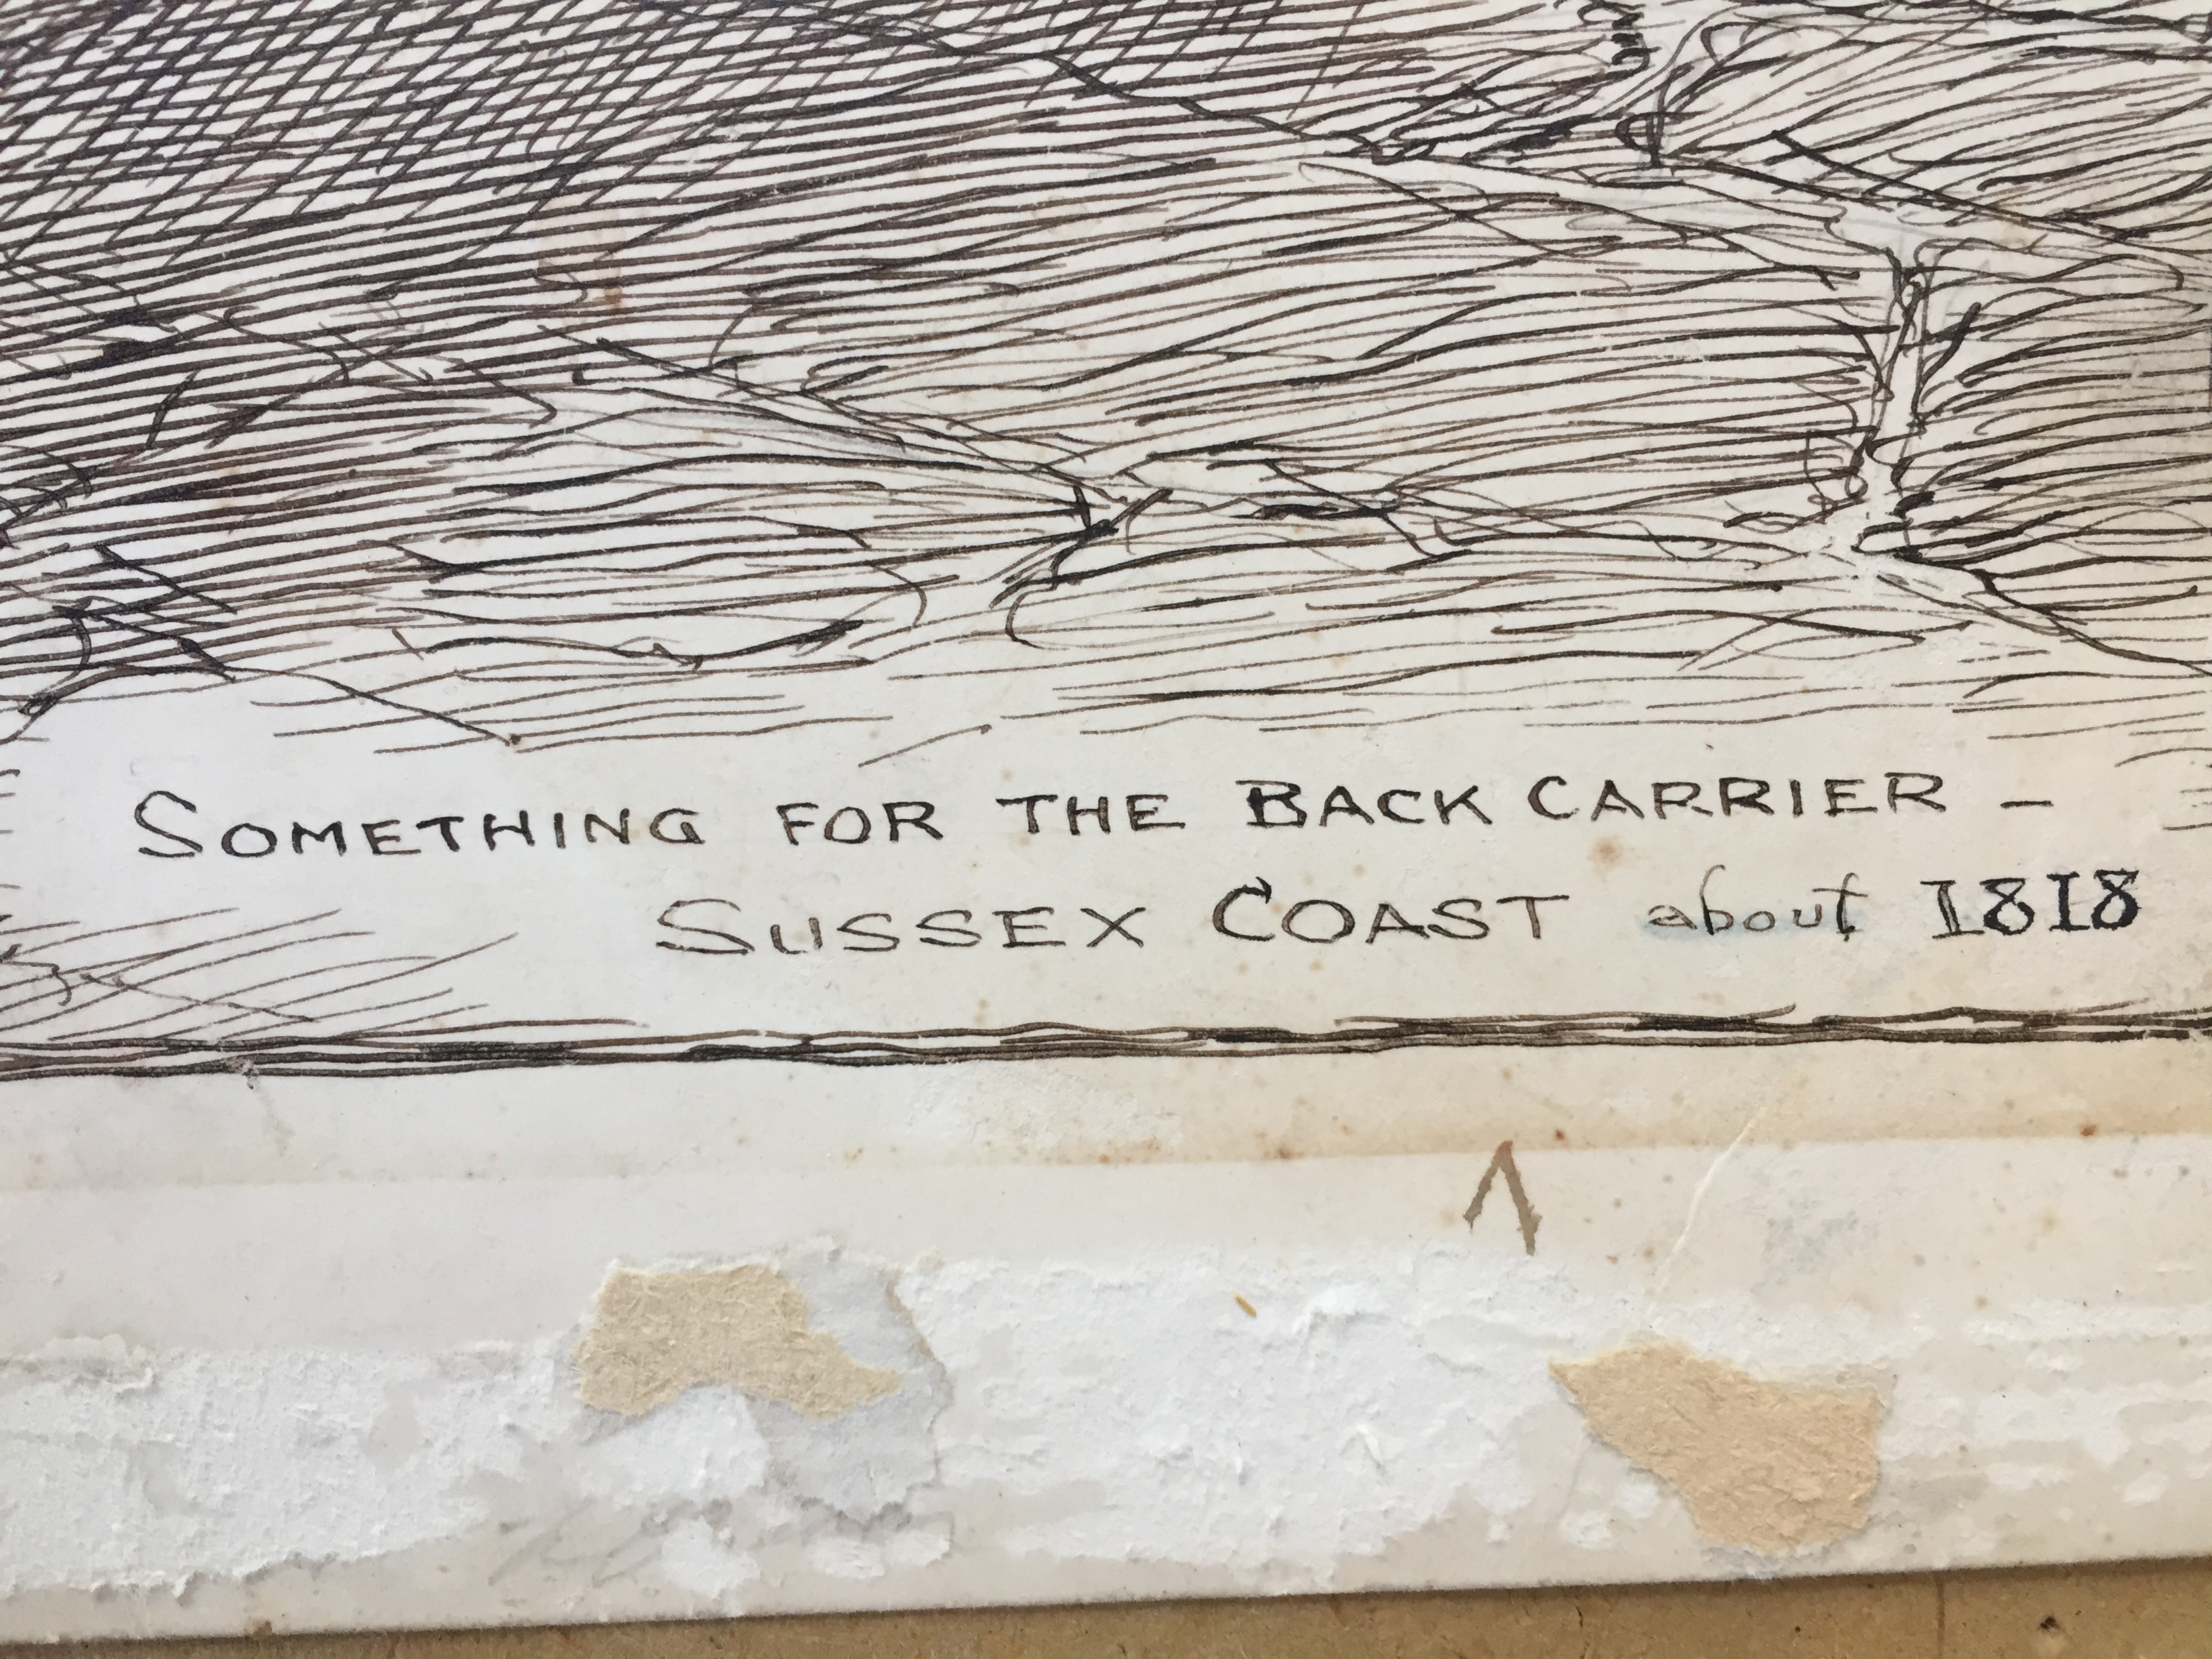 SOMETHING FOR THE BACK CARRIER –
SUSSEX COAST about 1818